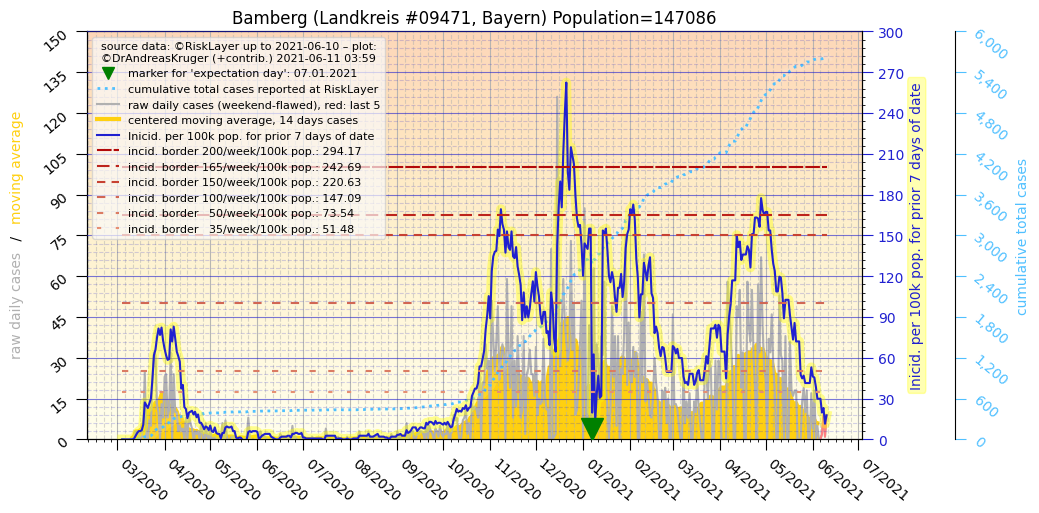 Bamberg (Landkreis #09471, Bayern) Population=147086
source data: ©RiskLayer up to 2021-06-10 – plot:
©DrAndreasKruger (+contrib.) 2021-06-11 03:59
marker for 'expectation day': 07.01.2021
cumulative total cases reported at RiskLayer
raw daily cases (weekend-flawed), red: last 5
centered moving average, 14 days cases
Inicid. per 100k pop. for prior 7 days of date
incid. border 200/week/100k pop.: 294.17
incid. border 165/week/100k pop.: 242.69
incid. border 150/week/100k pop.: 220.63
incid. border 100/week/100k pop.: 147.09
incid. border 50/week/100k pop.: 73.54
incid. border 35/week/100k pop.: 51.48
raw daily cases / moving average
150
135
120
105
90
75
60
45
30
15
0
300
270
240
210
180
150
120
90
60
30
0
Inicid. per 100k pop. for prior 7 days of date
6,000
5,400
4,800
4,200
3,600
3,000
2,400
1,800
1,200
600
0
cumulative total cases
03/2020
04/2020
05/2020
06/2020
07/2020
08/2020
09/2020
10/2020
11/2020
12/2020
01/2021
02/2021
03/2021
04/2021
05/2021
06/2021
07/2021